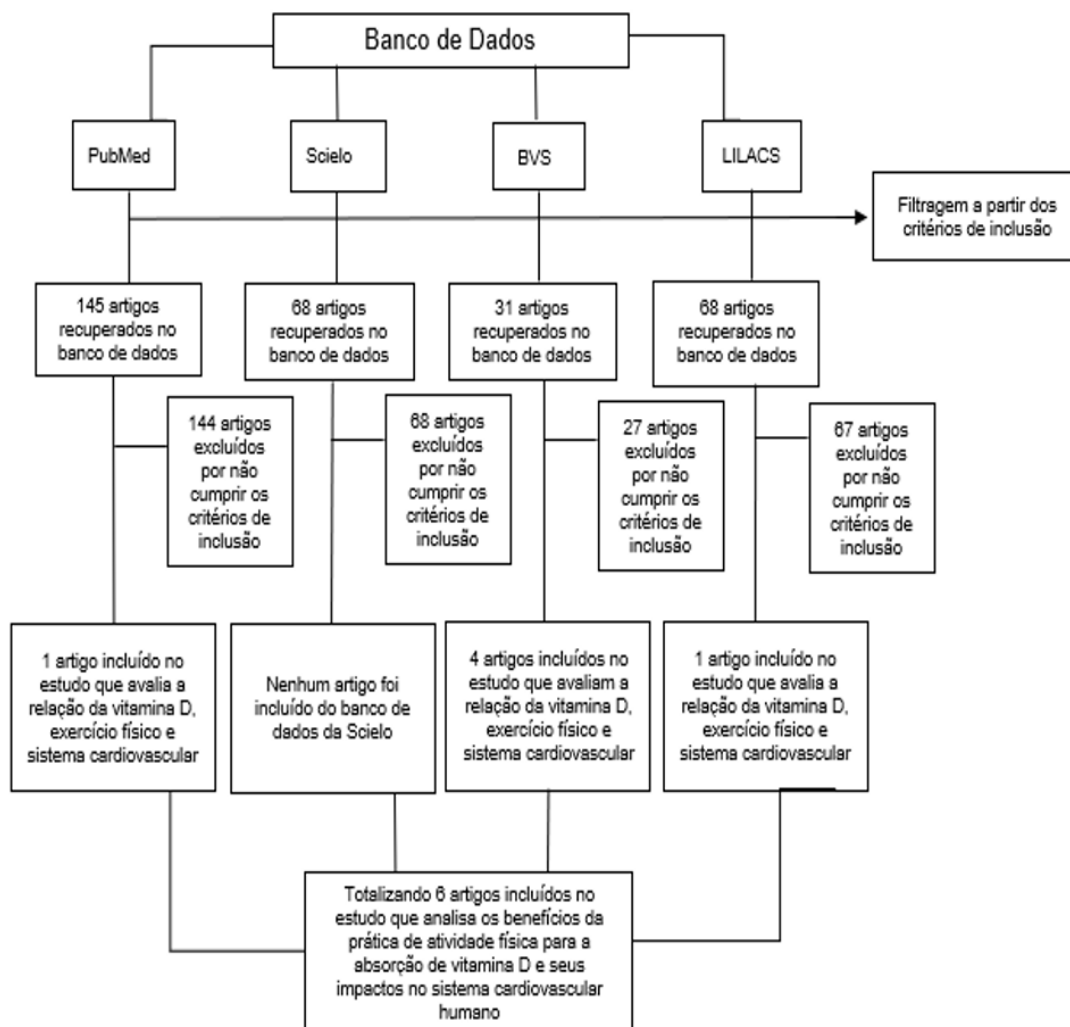 Banco de Dados
PubMed
Scielo
BVS
LILACS
Filtragem a partir dos
critérios de inclusão
145 artigos
recuperados no
banco de dados
68 artigos
recuperados no
banco de dados
31 artigos
recuperados no
banco de dados
68 artigos
recuperados no
banco de dados
144 artigos
excluídos
por não
cumprir os
critérios de
inclusão
68 artigos
excluídos
por não
cumprir os
critérios de
inclusão
27 artigos
excluídos
por não
cumprir os
critérios de
inclusão
67 artigos
excluídos
por não
cumprir os
critérios de
inclusão
1 artigo incluído no
estudo que avalia a
relação da vitamina D,
exercício físico e
sistema cardiovascular
Nenhum artigo foi
incluído do banco de
dados da Scielo
4 artigos incluídos no
estudo que avaliam a
relação da vitamina D,
exercício físico e
sistema cardiovascular
1 artigo incluído no
estudo que avalia a
relação da vitamina D,
exercício físico e
sistema cardiovascular
Totalizando 6 artigos incluídos no
estudo que analisa os benefícios da
prática de atividade física para a
absorção de vitamina D e seus
impactos no sistema cardiovascular
humano